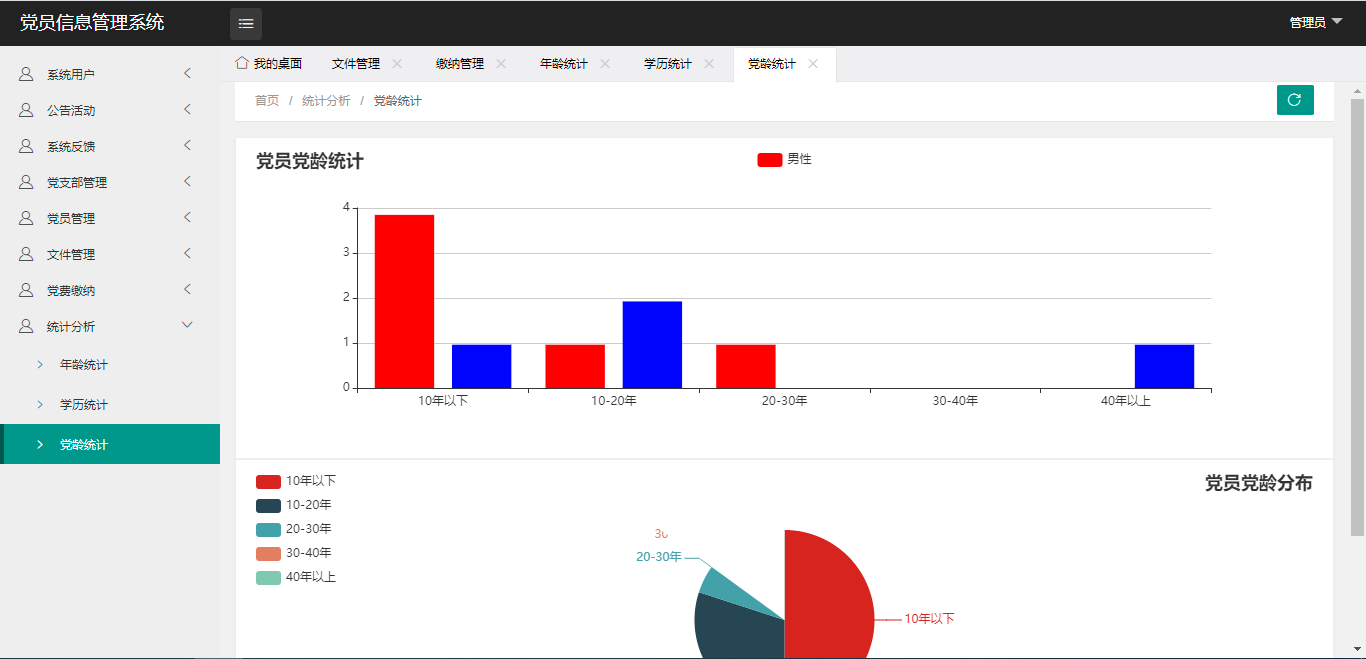 党员信息管理系统
管理员
系统用户
公告活动
系统反馈
党支部管理
党员管理
文件管理
党费缴纳
统计分析
年龄统计
学历统计
党龄统计
我的桌面 文件管理 缴纳管理 年龄统计 学历统计 党龄统计
首页 / 统计分析 / 党龄统计
党员党龄统计
男性
4
3
2
1
0
10年以下 10-20年 20-30年 30-40年 40年以上
党员党龄分布
10年以下
10-20年
20-30年
30-40年
40年以上
20-30年
10年以下